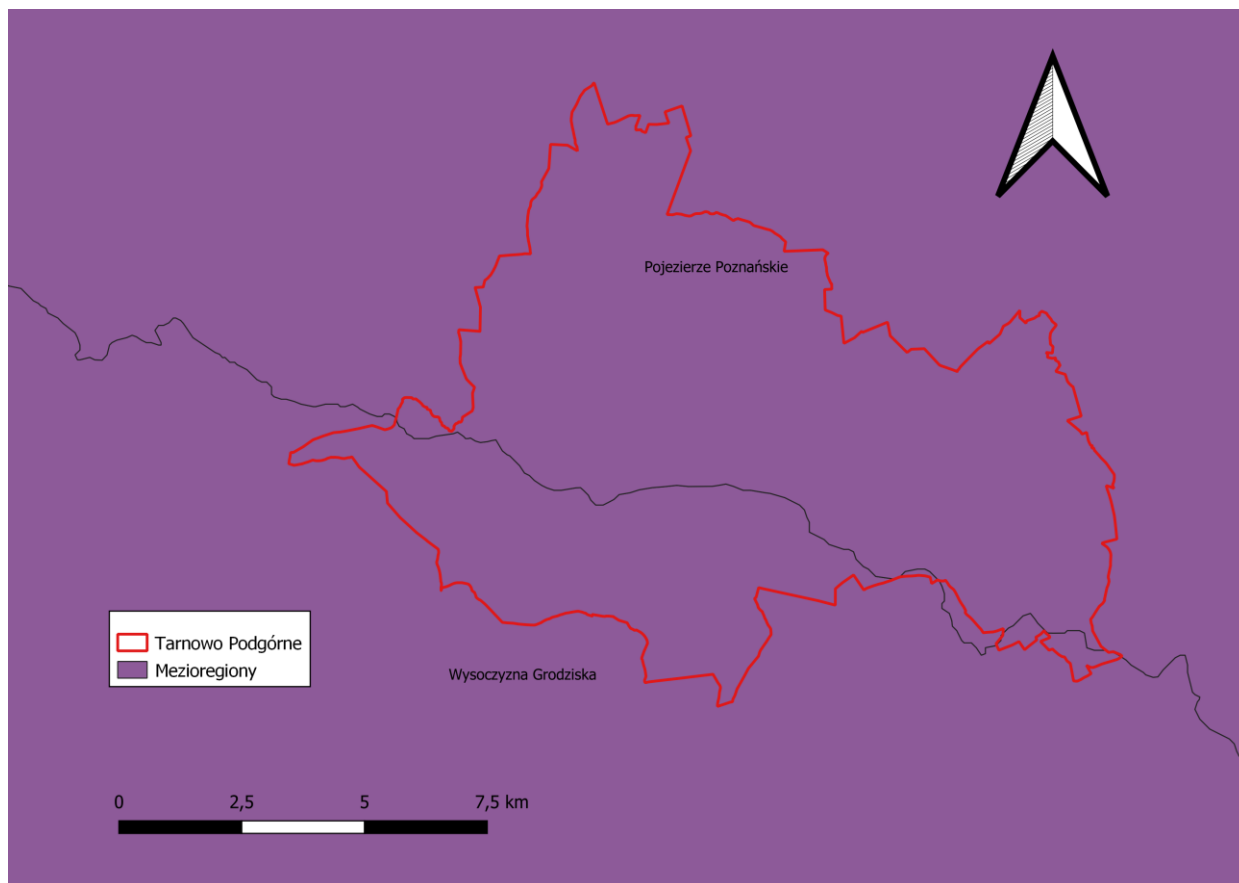 Pojezierze Poznańskie
Tarnowo Podgórne
Mezioregiony
Wysoczyzna Grodziska
0 2,5 5 7,5 km